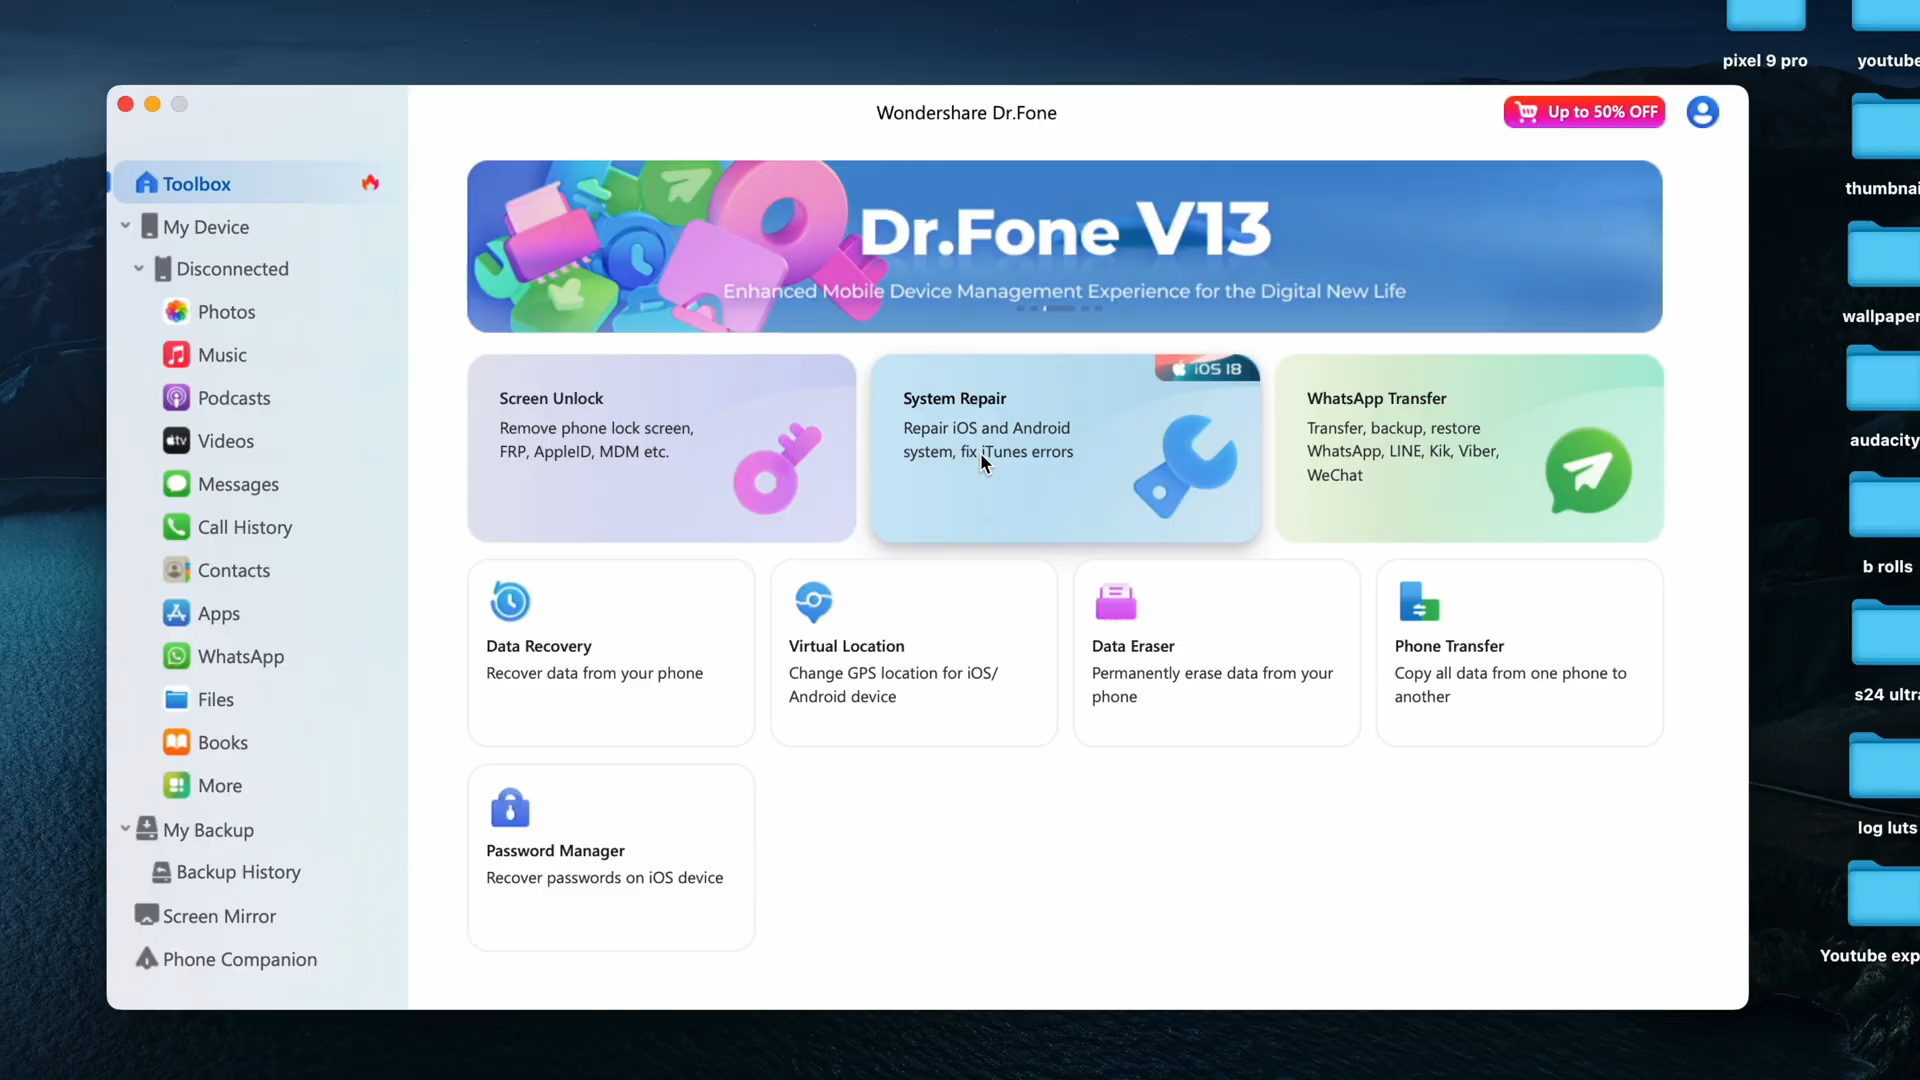 pixel 9 pro
youtube
Wondershare Dr.Fone
Up to 50% OFF
Toolbox
My Device
Disconnected
Photos
Music
Podcasts
Videos
Messages
Call History
Contacts
Apps
WhatsApp
Files
Books
More
My Backup
Backup History
Screen Mirror
Phone Companion
Dr.Fone V13
Enhanced Mobile Device Management Experience for the Digital New Life
Screen Unlock
Remove phone lock screen,
FRP, AppleID, MDM etc.
iOS 18
System Repair
Repair iOS and Android
system, fix iTunes errors
WhatsApp Transfer
Transfer, backup, restore
WhatsApp, LINE, Kik, Viber,
WeChat
Data Recovery
Recover data from your phone
Virtual Location
Change GPS location for iOS/
Android device
Data Eraser
Permanently erase data from your
phone
Phone Transfer
Copy all data from one phone to
another
Password Manager
Recover passwords on iOS device
tv
thumbnai
wallpaper
audacity
b rolls
s24 ultra
log luts
Youtube exp